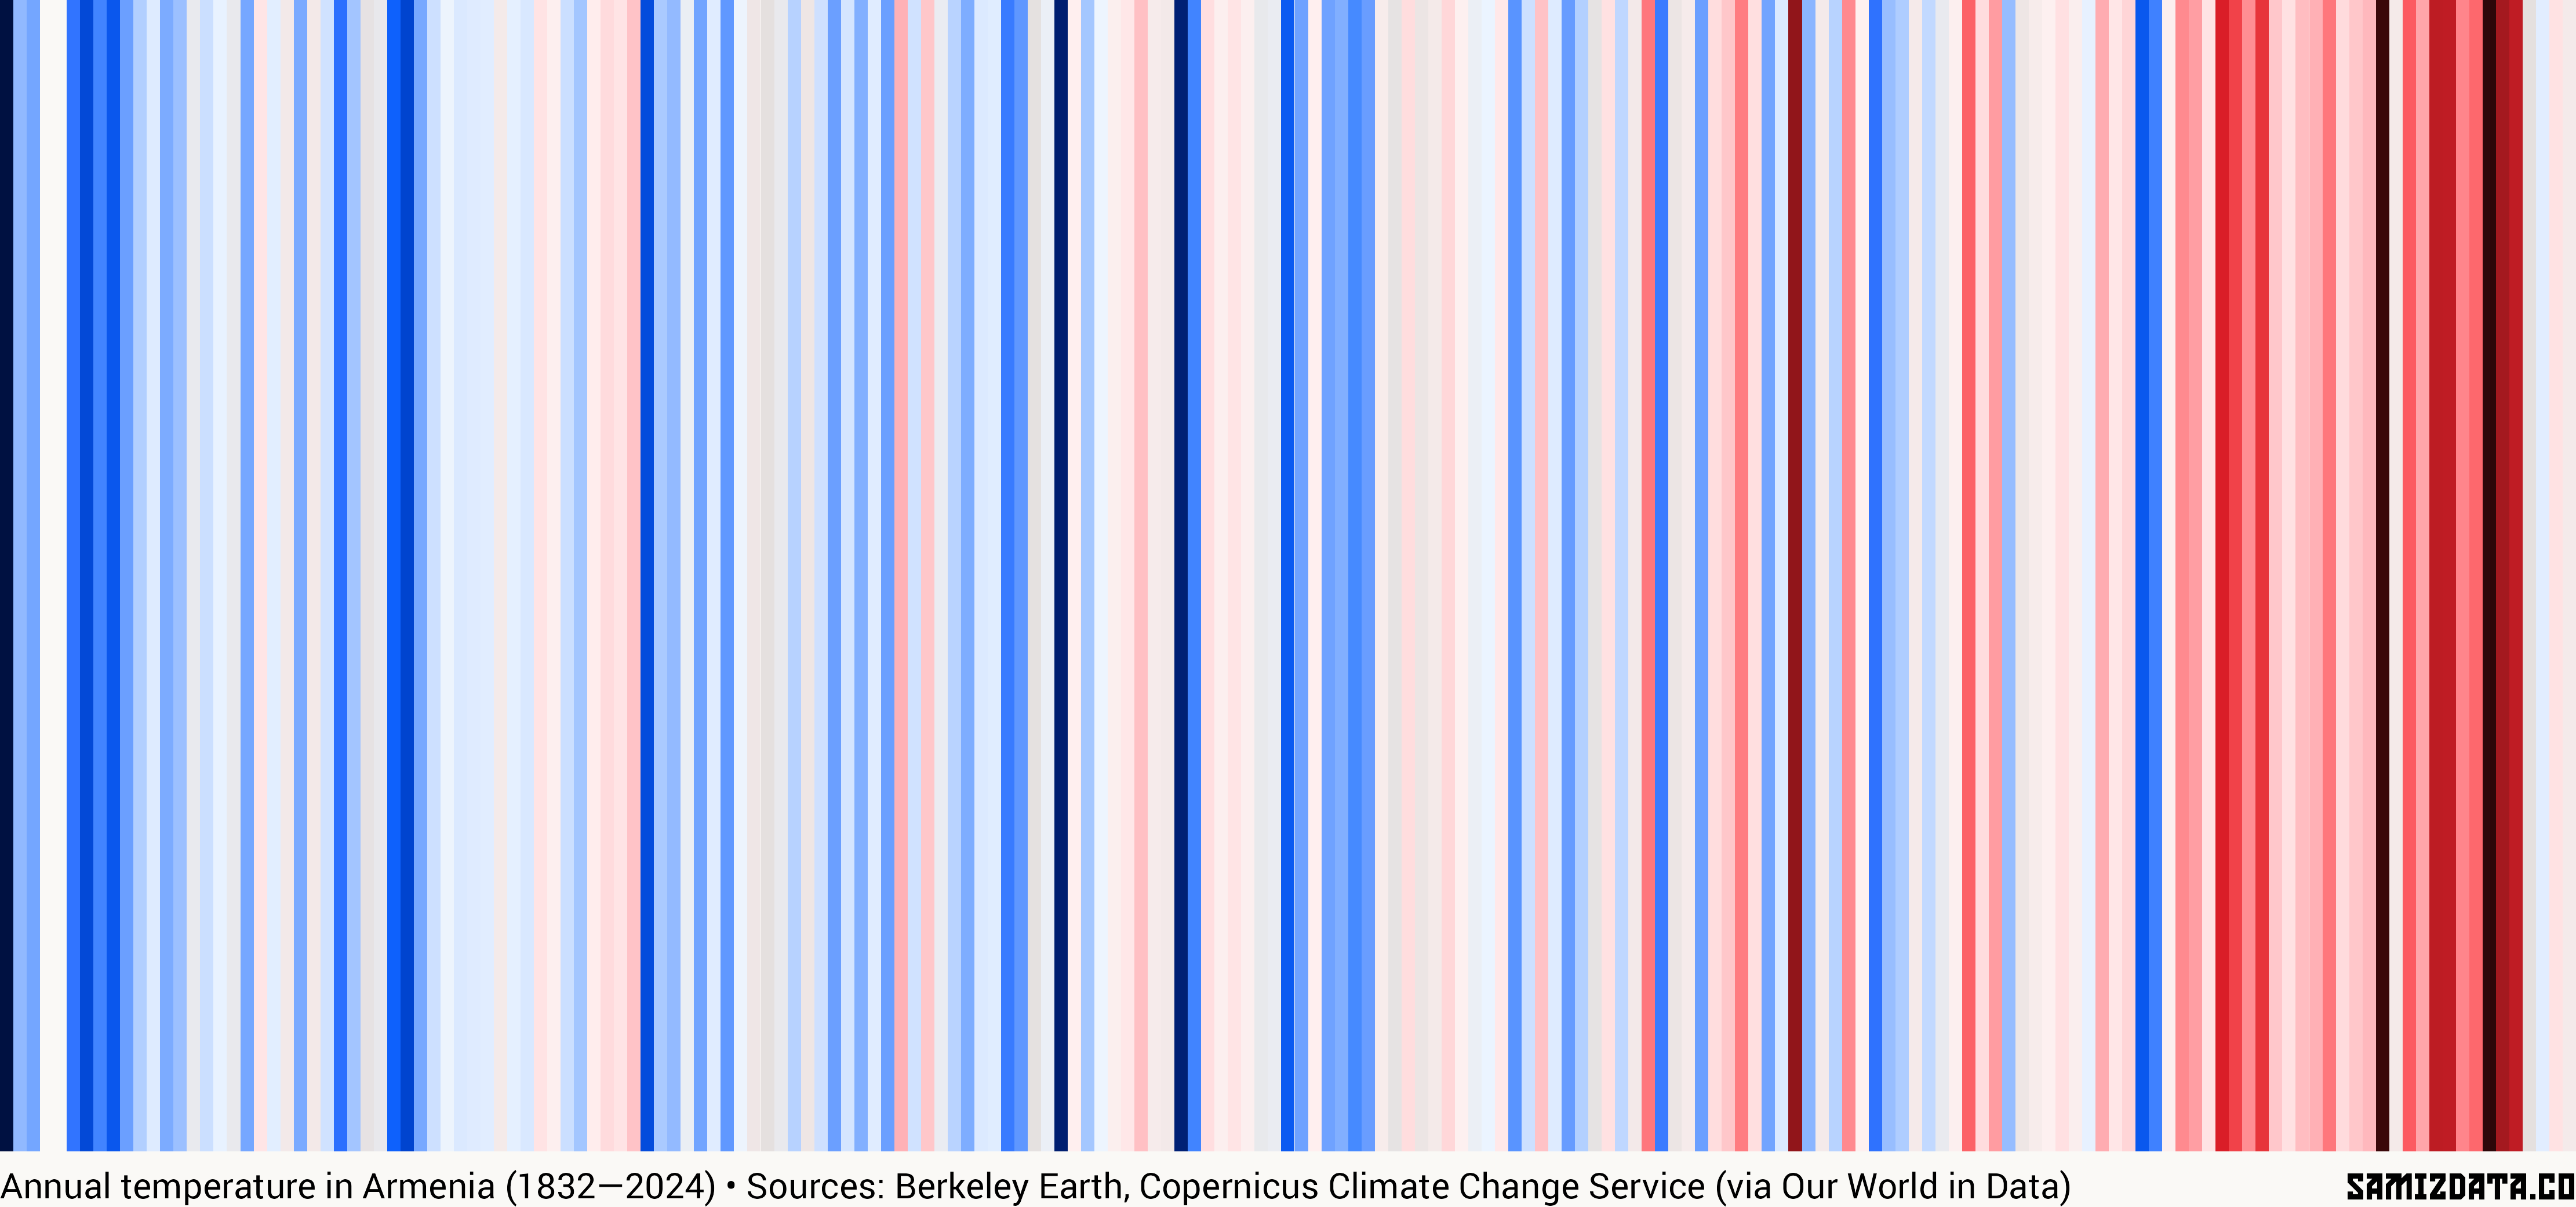 Annual temperature in Armenia (1832—2024) • Sources: Berkeley Earth, Copernicus Climate Change Service (via Our World in Data)
SAMIZDATA.CO